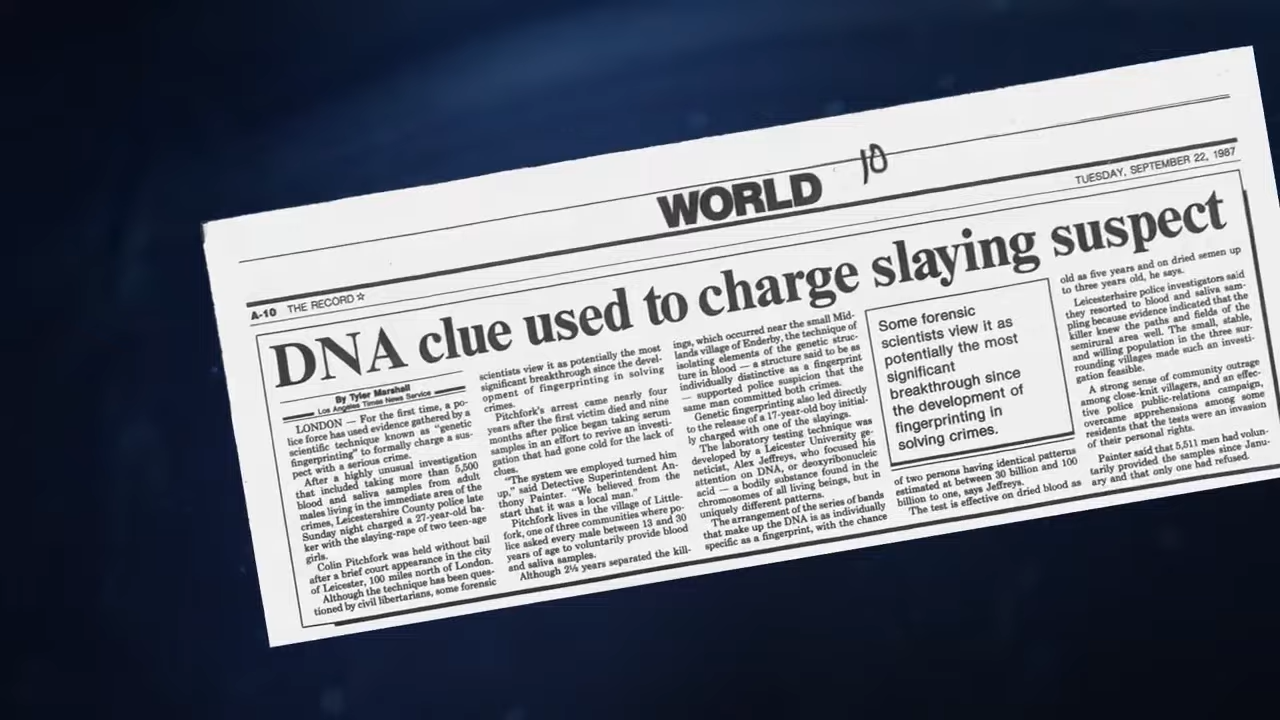 WORLD
10
A-10 THE RECORD ☆
TUESDAY, SEPTEMBER 22, 1987
DNA clue used to charge slaying suspect
By Tyler Marshall
Los Angeles Times News Service
LONDON — For the first time, a po-
lice force has used evidence gathered by a
scientific technique known as "genetic
fingerprinting" to formally charge a sus-
pect with a serious crime.
After a highly unusual investigation
that included taking more than 5,500
blood and saliva samples from adult
males living in the immediate area of the
crimes, Leicestershire County police late
Sunday night charged a 27-year-old ba-
ker with the slaying-rape of two teen-age
girls.
Colin Pitchfork was held without bail
after a brief court appearance in the city
of Leicester, 100 miles north of London.
Although the technique has been ques-
tioned by civil libertarians, some forensic
scientists view it as potentially the most
significant breakthrough since the devel-
opment of fingerprinting in solving
crimes.
Pitchfork's arrest came nearly four
years after the first victim died and nine
months after police began taking serum
samples in an effort to revive an investi-
gation that had gone cold for the lack of
clues.
"The system we employed turned him
up," said Detective Superintendent An-
thony Painter. "We believed from the
start that it was a local man."
Pitchfork lives in the village of Little-
fork, one of three communities where po-
lice asked every male between 13 and 30
years of age to voluntarily provide blood
and saliva samples.
Although 2½ years separated the kill-
ings, which occurred near the small Mid-
lands village of Enderby, the technique of
isolating elements of the genetic struc-
ture in blood — a structure said to be as
individually distinctive as a fingerprint
— supported police suspicion that the
same man committed both crimes.
Genetic fingerprinting also led directly
to the release of a 17-year-old boy initial-
ly charged with one of the slayings.
The laboratory testing technique was
developed by a Leicester University ge-
neticist, Alex Jeffreys, who focused his
attention on DNA, or deoxyribonucleic
acid — a bodily substance found in the
chromosomes of all living beings, but in
uniquely different patterns.
The arrangement of the series of bands
that make up the DNA is as individually
specific as a fingerprint, with the chance
Some forensic
scientists view it as
potentially the most
significant
breakthrough since
the development of
fingerprinting in
solving crimes.
of two persons having identical patterns
estimated at between 30 billion and 100
billion to one, says Jeffreys.
The test is effective on dried blood as
old as five years and on dried semen up
to three years old, he says.
Leicesterhsire police investigators said
they resorted to blood and saliva sam-
pling because evidence indicated that the
killer knew the paths and fields of the
semirural area well. The small, stable,
and willing population in the three sur-
rounding villages made such an investi-
gation feasible.
A strong sense of community outrage
among close-knit villagers, and an effec-
tive police public-relations campaign,
overcame apprehensions among some
residents that the tests were an invasion
of their personal rights.
Painter said that 5,511 men had volun-
tarily provided the samples since Janu-
ary and that only one had refused.